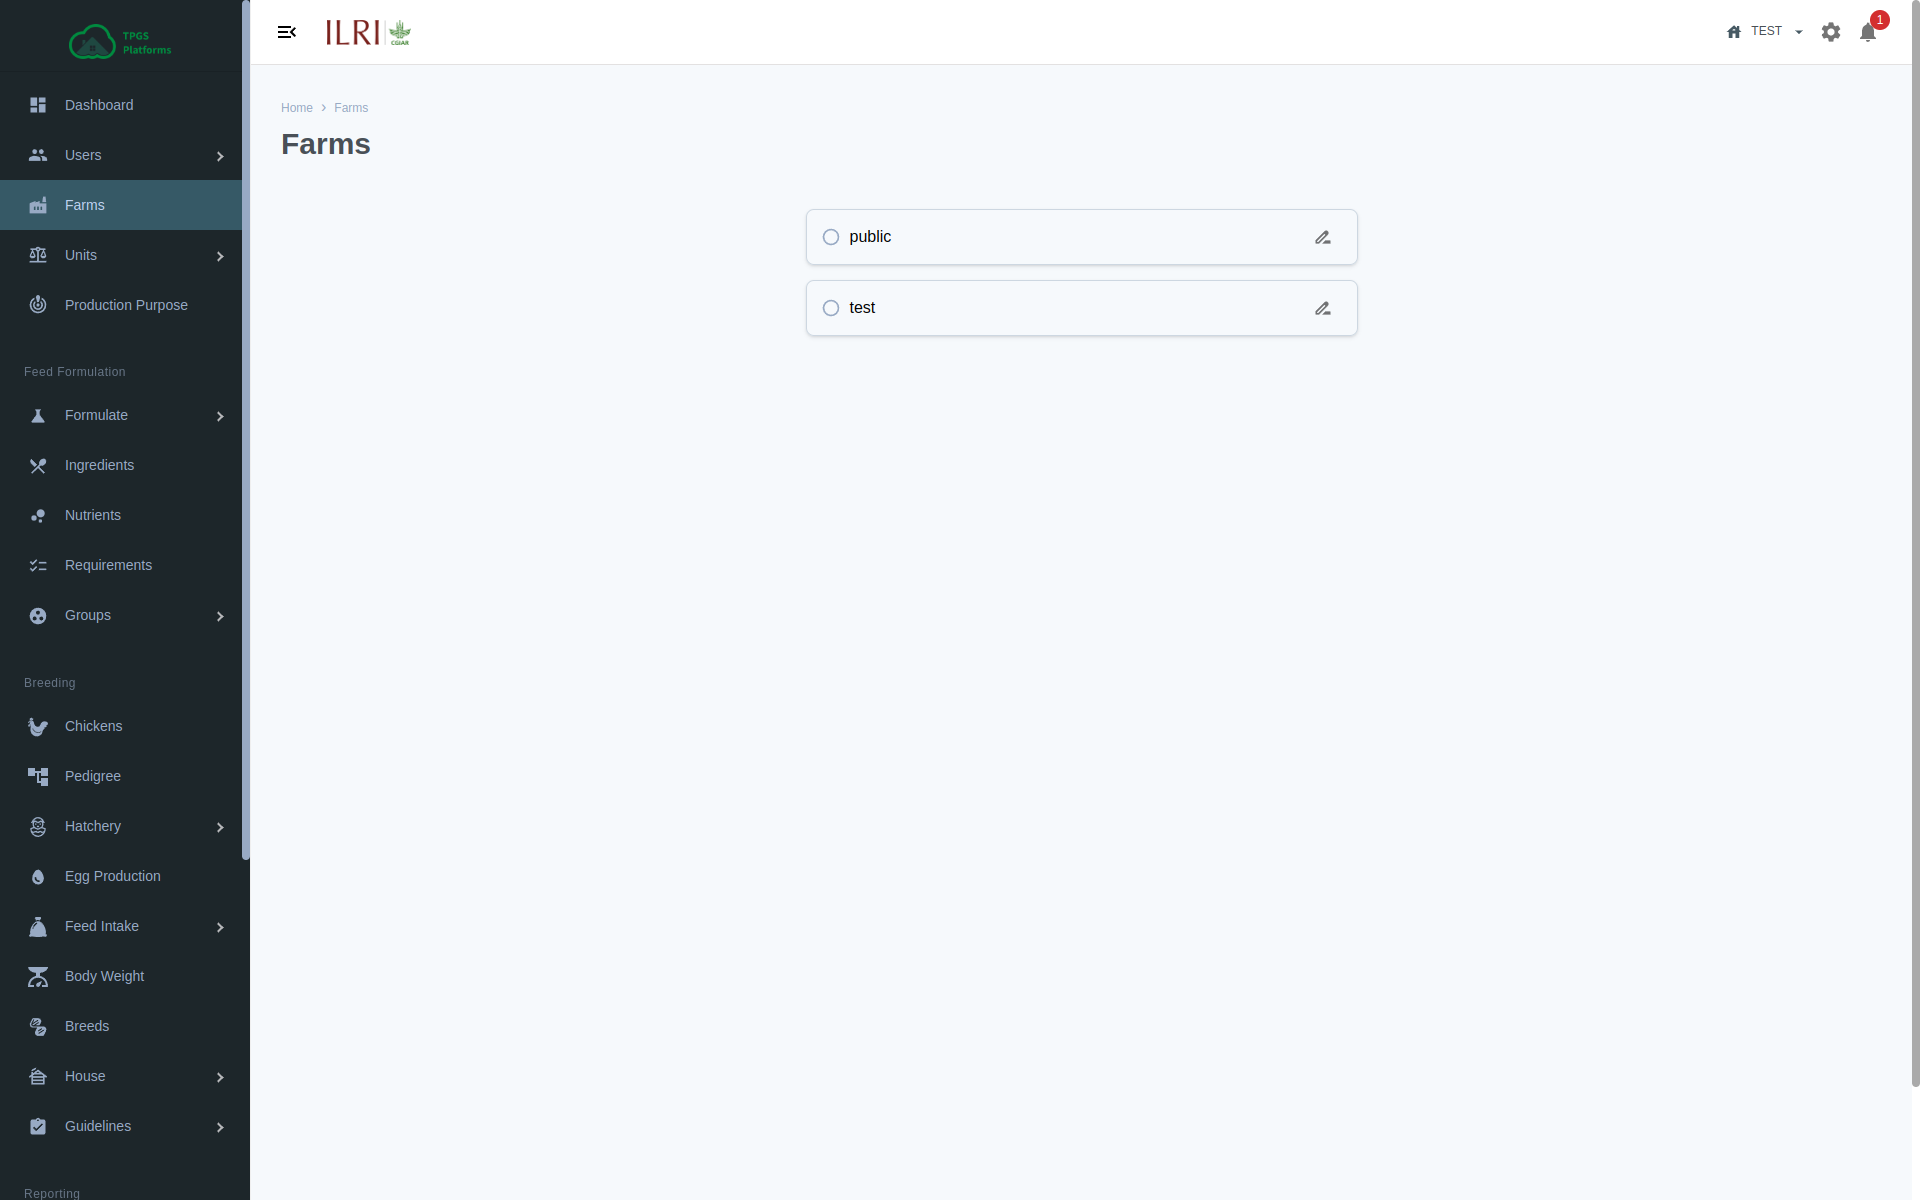 TPGS
Platforms
Dashboard
Users
Farms
Units
Production Purpose
Feed Formulation
Formulate
Ingredients
Nutrients
Requirements
Groups
Breeding
Chickens
Pedigree
Hatchery
Egg Production
Feed Intake
Body Weight
Breeds
House
Guidelines
Reporting
ILRI
CGIAR
TEST
1
Home › Farms
Farms
public
test